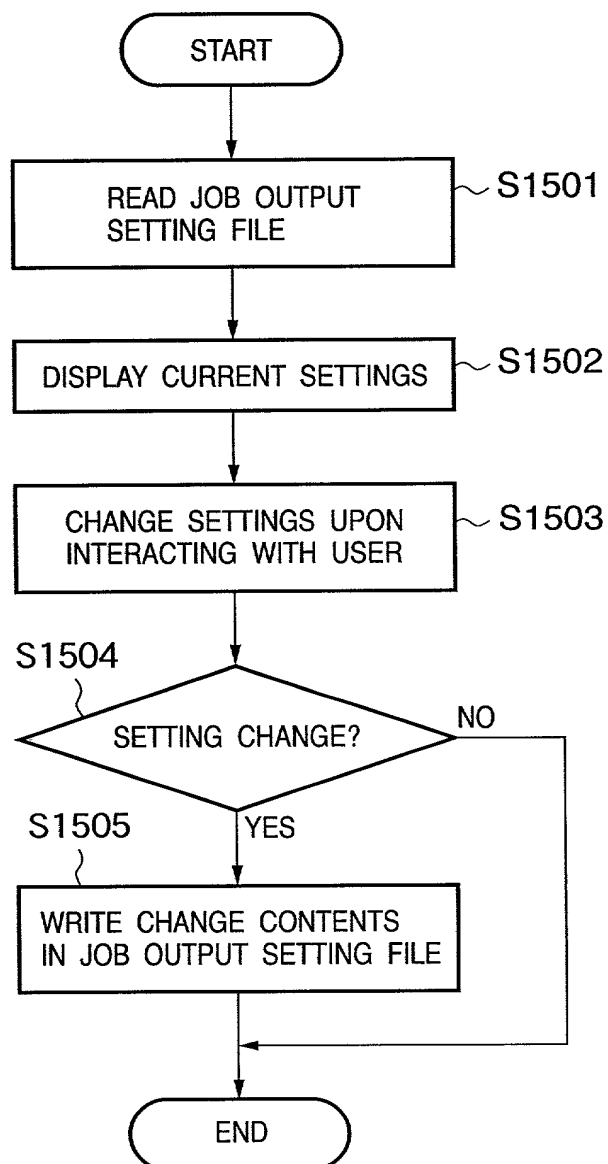 START
READ JOB OUTPUT
SETTING FILE
S1501
DISPLAY CURRENT SETTINGS
S1502
CHANGE SETTINGS UPON
INTERACTING WITH USER
S1503
S1504
SETTING CHANGE?
NO
YES
S1505
WRITE CHANGE CONTENTS
IN JOB OUTPUT SETTING FILE
END